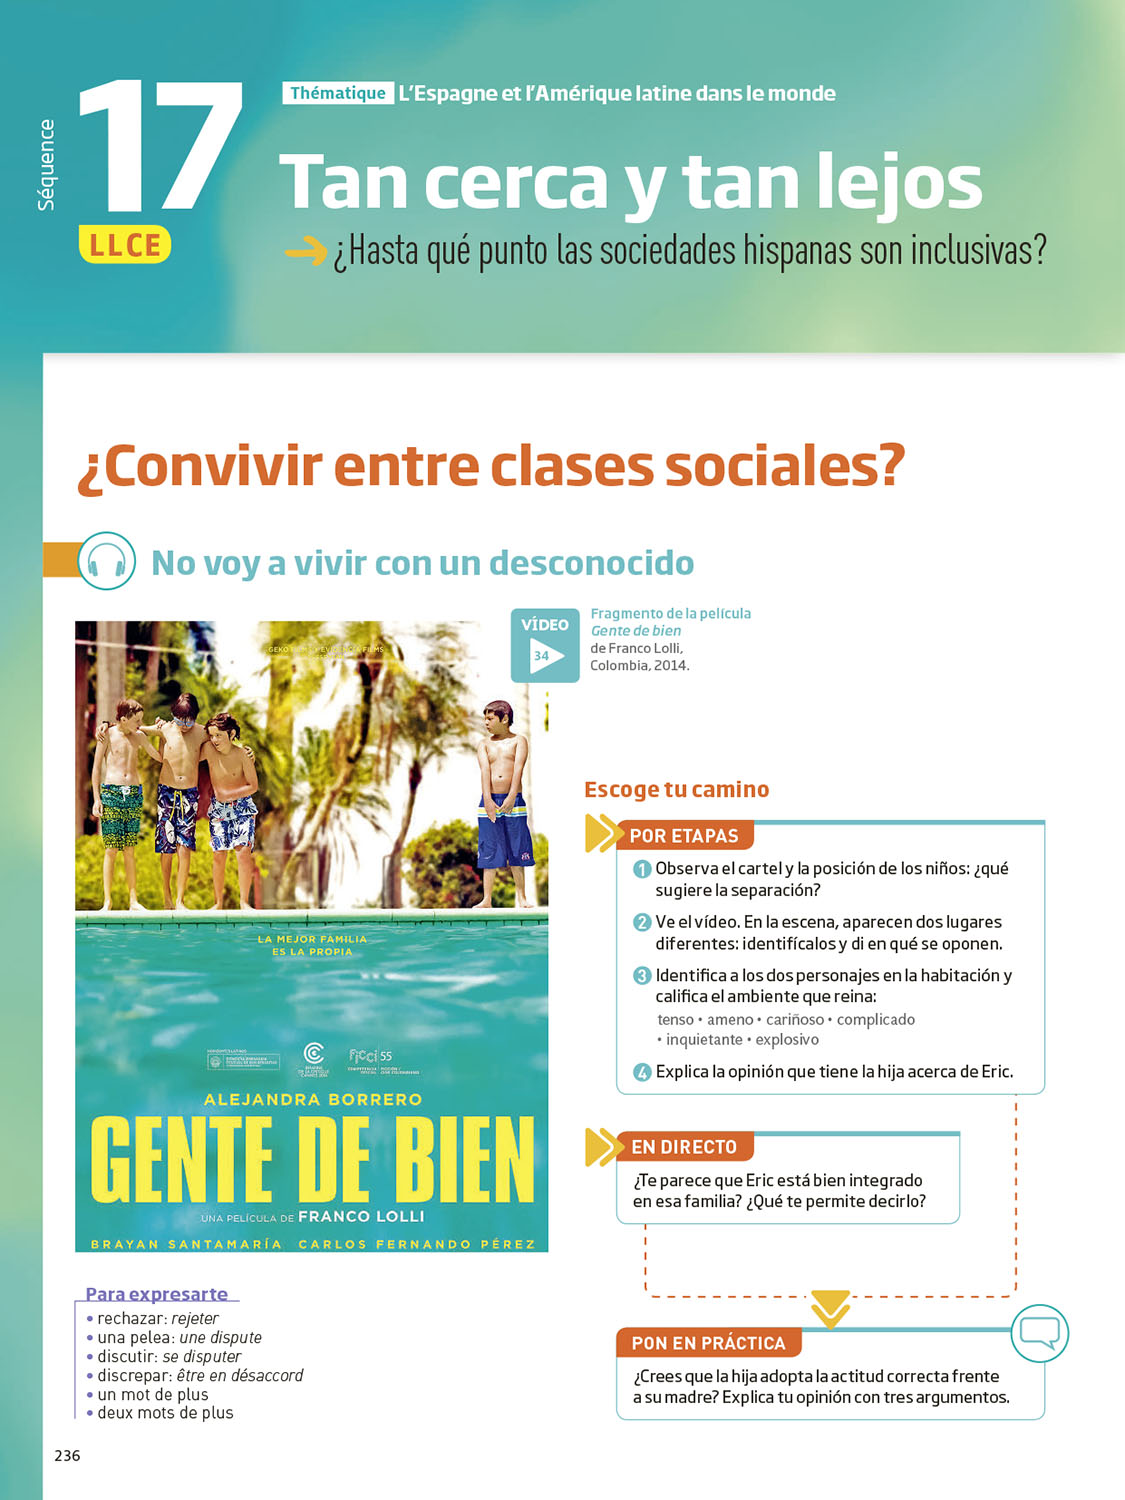 Séquence
17
LLCE
Thématique L'Espagne et l'Amérique latine dans le monde
Tan cerca y tan lejos
¿Hasta qué punto las sociedades hispanas son inclusivas?
¿Convivir entre clases sociales?
No voy a vivir con un desconocido
VÍDEO
34
Fragmento de la película
Gente de bien
de Franco Lolli,
Colombia, 2014.
LA MEJOR FAMILIA
ES LA PROPIA
ficci 55
ALEJANDRA BORRERO
GENTE DE BIEN
UNA PELÍCULA DE FRANCO LOLLI
BRAYAN SANTAMARÍA CARLOS FERNANDO PÉREZ
Para expresarte
• rechazar: rejeter
• una pelea: une dispute
• discutir: se disputer
• discrepar: être en désaccord
• un mot de plus
• deux mots de plus
Escoge tu camino
POR ETAPAS
1 Observa el cartel y la posición de los niños: ¿qué
sugiere la separación?
2 Ve el vídeo. En la escena, aparecen dos lugares
diferentes: identifícalos y di en qué se oponen.
3 Identifica a los dos personajes en la habitación y
califica el ambiente que reina:
tenso • ameno • cariñoso • complicado
• inquietante • explosivo
4 Explica la opinión que tiene la hija acerca de Eric.
EN DIRECTO
¿Te parece que Eric está bien integrado
en esa familia? ¿Qué te permite decirlo?
PON EN PRÁCTICA
¿Crees que la hija adopta la actitud correcta frente
a su madre? Explica tu opinión con tres argumentos.
236